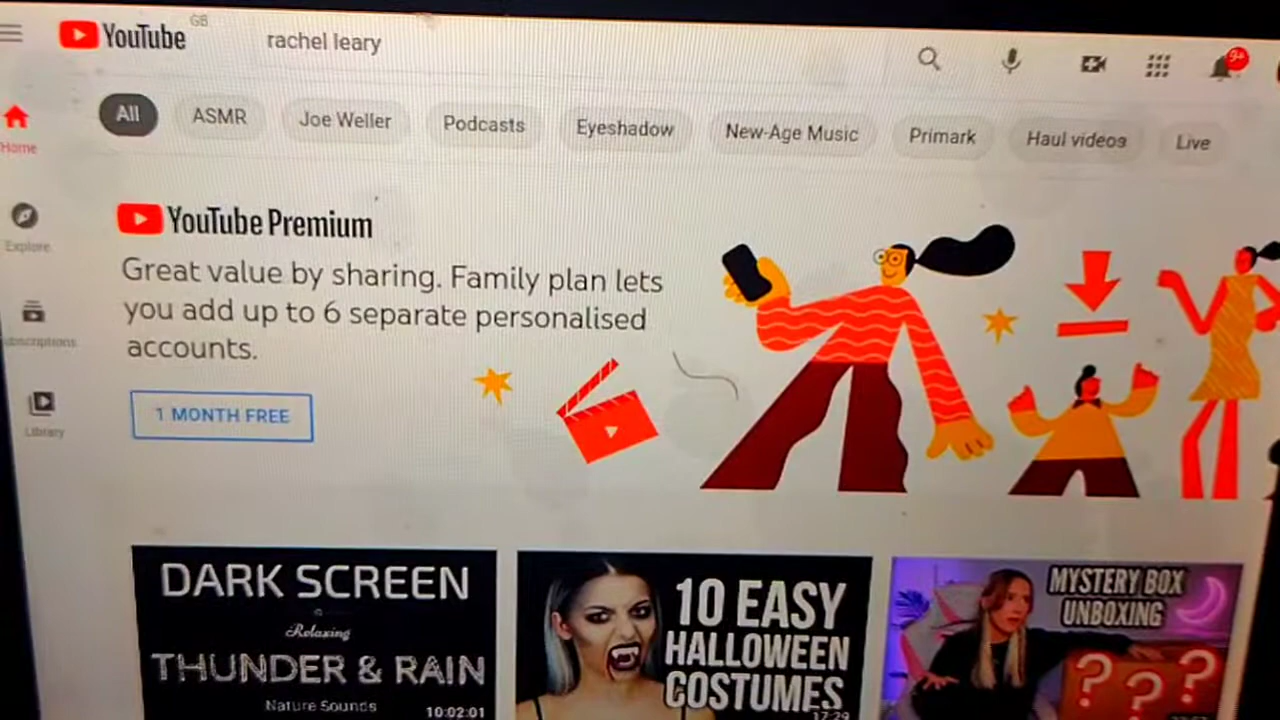 YouTube GB
rachel leary
9+
All
ASMR
Joe Weller
Podcasts
Eyeshadow
New-Age Music
Primark
Haul videos
Live
Home
Explore
Library
YouTube Premium
Great value by sharing. Family plan lets
you add up to 6 separate personalised
accounts.
1 MONTH FREE
DARK SCREEN
Relaxing
THUNDER & RAIN
Nature Sounds
10:02:01
10 EASY
HALLOWEEN
COSTUMES
17:29
MYSTERY BOX
UNBOXING
? ? ?